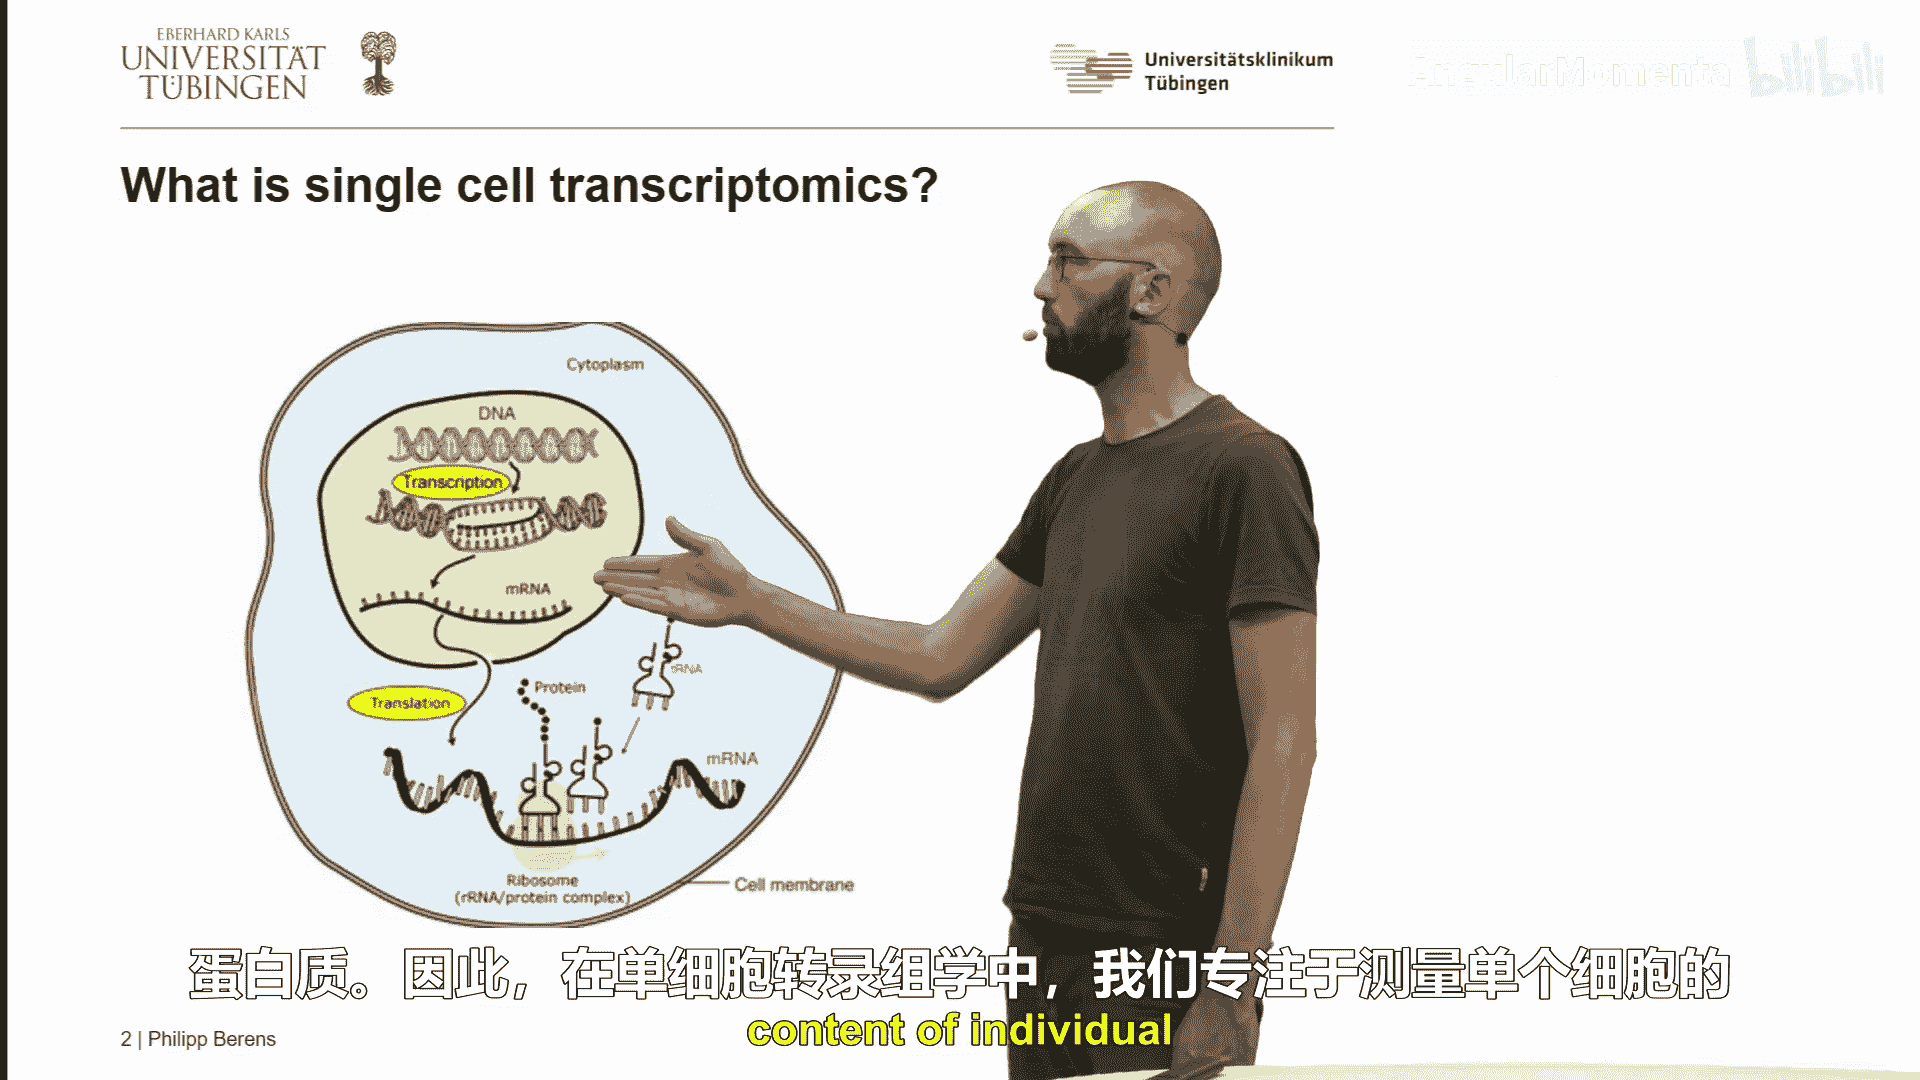 EBERHARD KARLS
UNIVERSITÄT
TÜBINGEN
Universitätsklinikum
Tübingen
AngularMomenta bilibili
What is single cell transcriptomics?
Cytoplasm
DNA
Transcription
mRNA
Translation
Protein
mRNA
Ribosome
(rRNA/protein complex)
Cell membrane
蛋白质。因此，在单细胞转录组学中，我们专注于测量单个细胞的
content of individual
2 | Philipp Berens